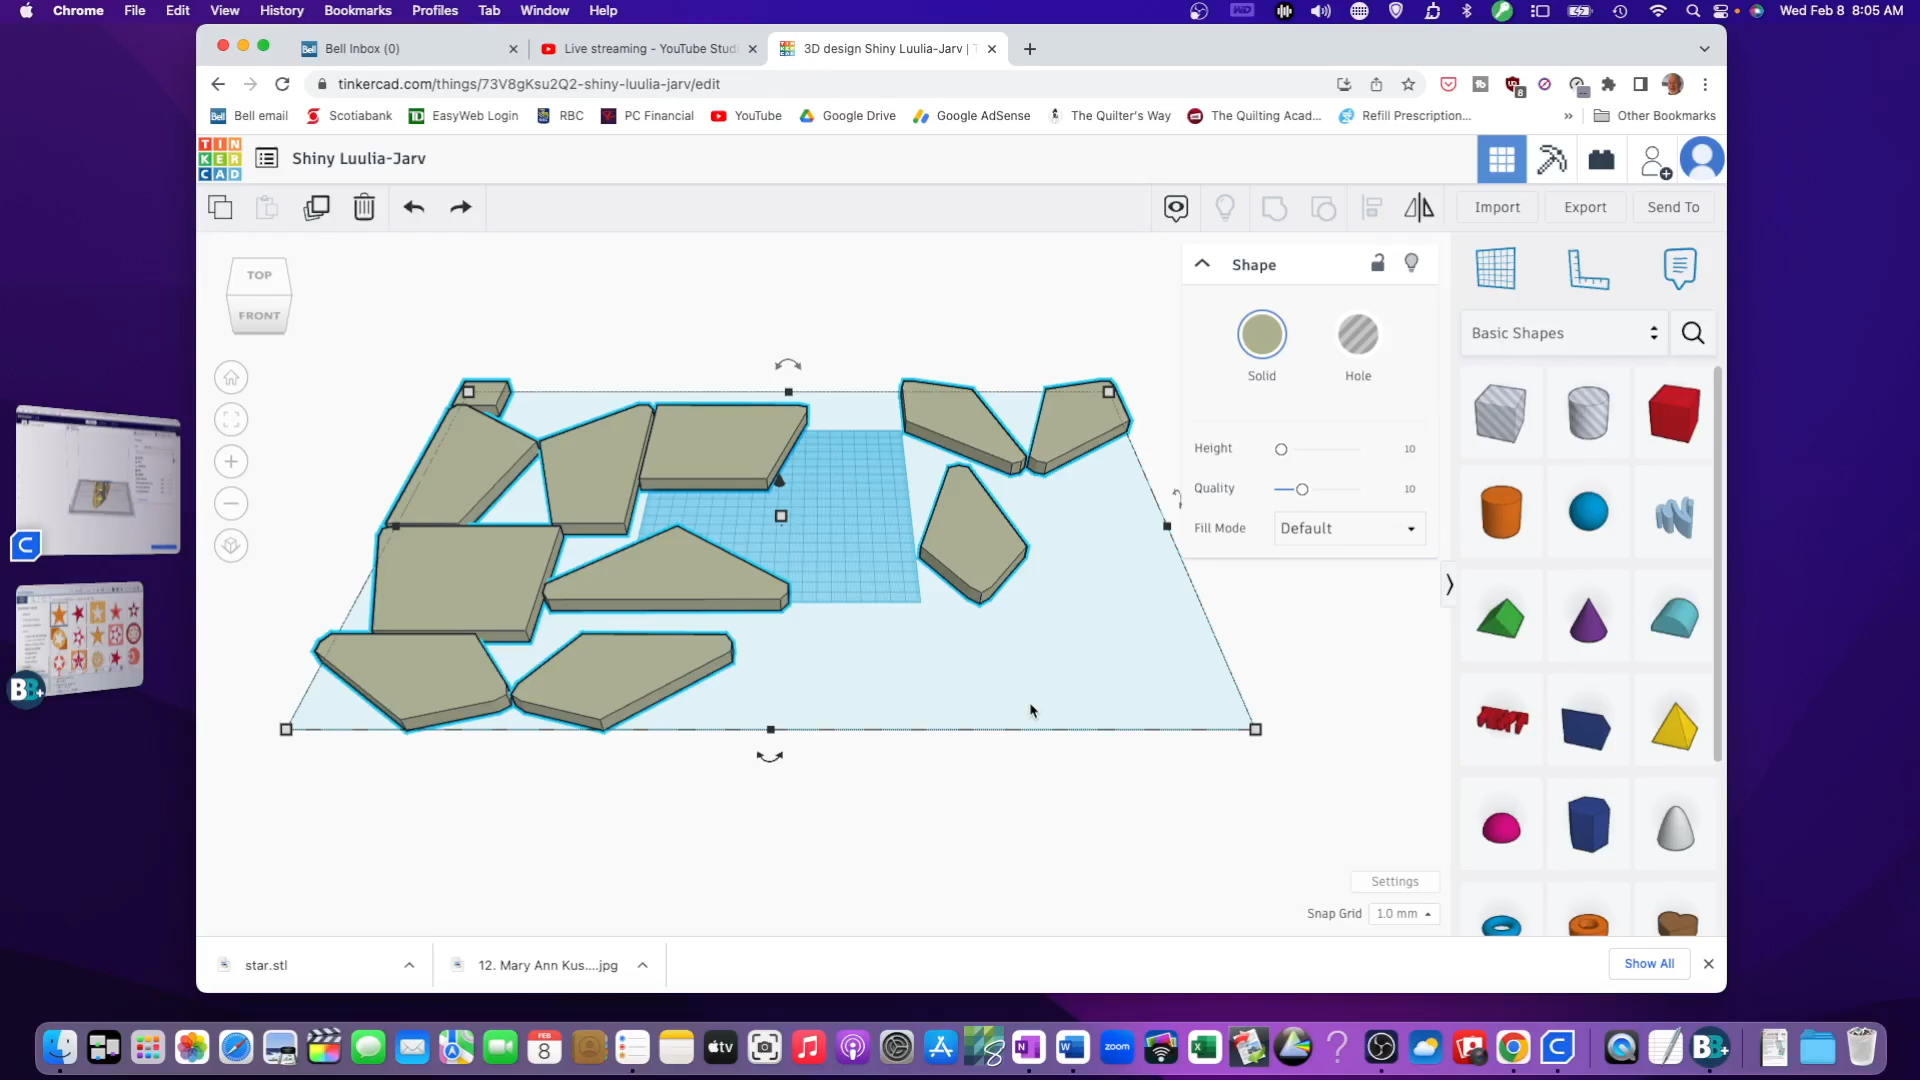 Chrome File Edit View History Bookmarks Profiles Tab Window Help
Wed Feb 8 8:05 AM
Bell Inbox (0)
Live streaming - YouTube Studi
3D design Shiny Luulia-Jarv | T
tinkercad.com/things/73V8gKsu2Q2-shiny-luulia-jarv/edit
Bell email
Scotiabank
EasyWeb Login
RBC
PC Financial
YouTube
Google Drive
Google AdSense
The Quilter's Way
The Quilting Acad...
Refill Prescription...
»
Other Bookmarks
TIN
KER
CAD
Shiny Luulia-Jarv
Import
Export
Send To
TOP
FRONT
Shape
Solid
Hole
Height
10
Quality
10
Fill Mode
Default
Basic Shapes
Settings
Snap Grid
1.0 mm
star.stl
12. Mary Ann Kus....jpg
Show All
FEB
8
tv
zoom